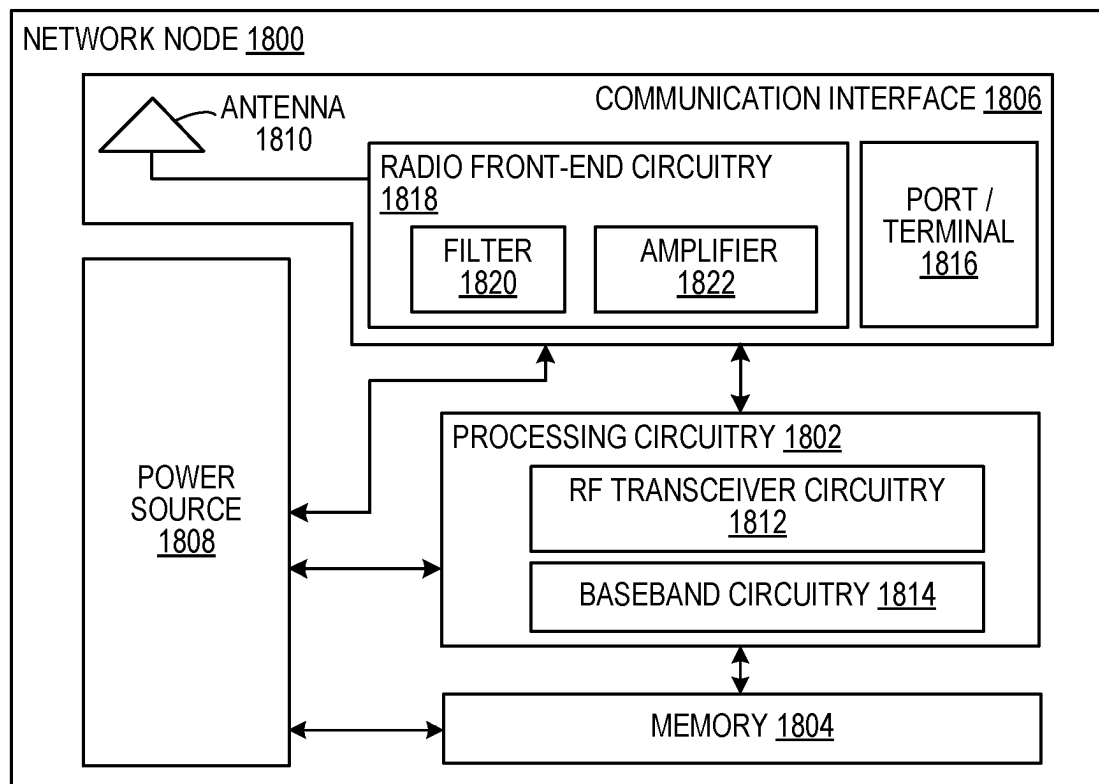 NETWORK NODE 1800
COMMUNICATION INTERFACE 1806
ANTENNA
1810
RADIO FRONT-END CIRCUITRY
1818
FILTER
1820
AMPLIFIER
1822
PORT /
TERMINAL
1816
POWER
SOURCE
1808
PROCESSING CIRCUITRY 1802
RF TRANSCEIVER CIRCUITRY
1812
BASEBAND CIRCUITRY 1814
MEMORY 1804